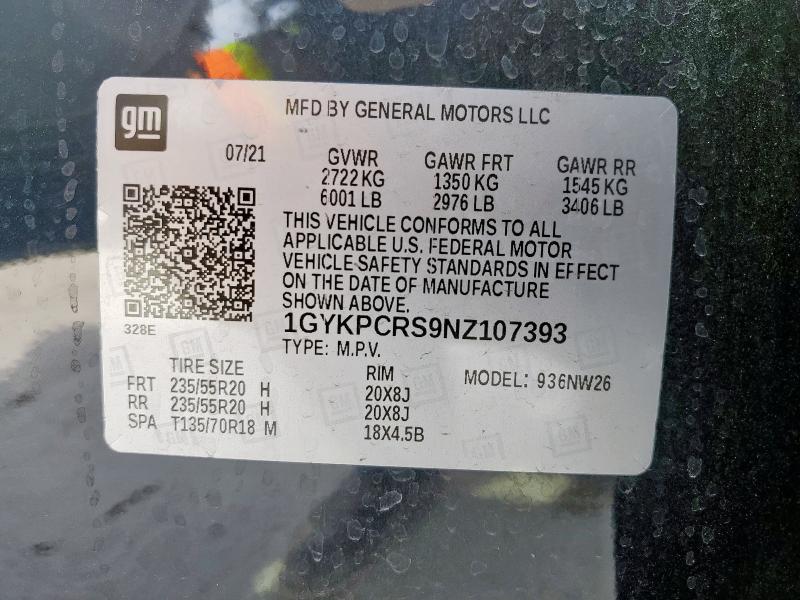 gm
MFD BY GENERAL MOTORS LLC
07/21 GVWR GAWR FRT GAWR RR
2722 KG 1350 KG 1545 KG
6001 LB 2976 LB 3406 LB
THIS VEHICLE CONFORMS TO ALL
APPLICABLE U.S. FEDERAL MOTOR
VEHICLE SAFETY STANDARDS IN EFFECT
ON THE DATE OF MANUFACTURE
SHOWN ABOVE.
328E
1GYKPCRS9NZ107393
TYPE: M.P.V.
TIRE SIZE RIM MODEL: 936NW26
FRT 235/55R20 H 20X8J
RR 235/55R20 H 20X8J
SPA T135/70R18 M 18X4.5B